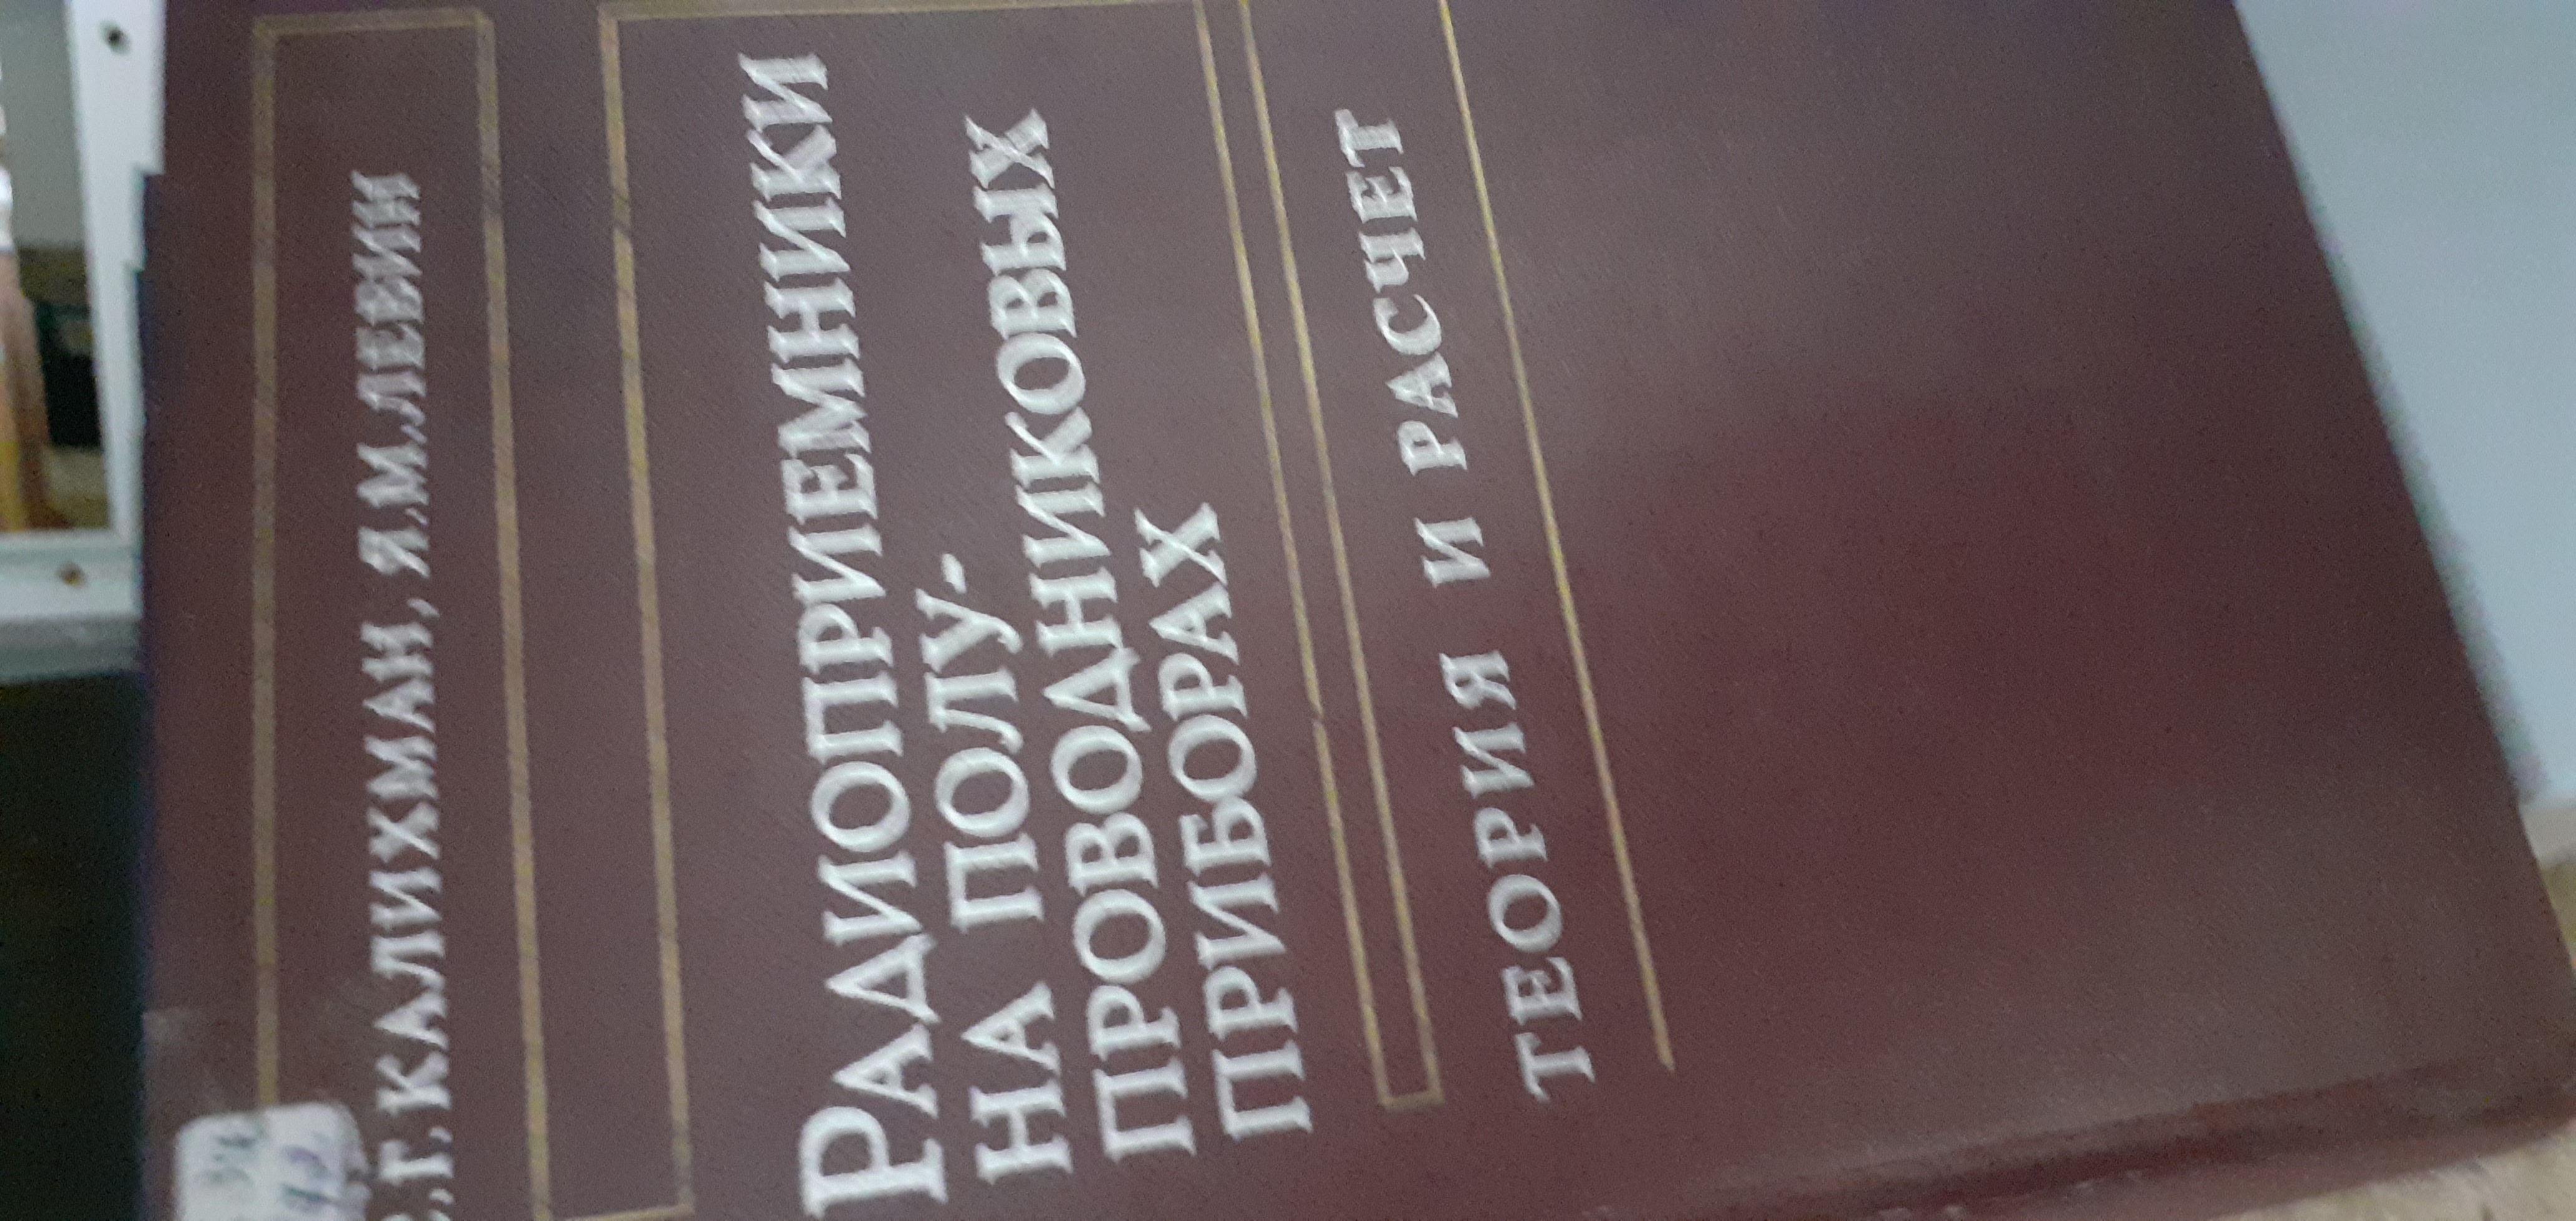 .Г.КАЛИХМАН, Я.М.ЛЕВИН
РАДИОПРИЕМНИКИ
НА ПОЛУ-
ПРОВОДНИКОВЫХ
ПРИБОРАХ
ТЕОРИЯ И РАСЧЕТ